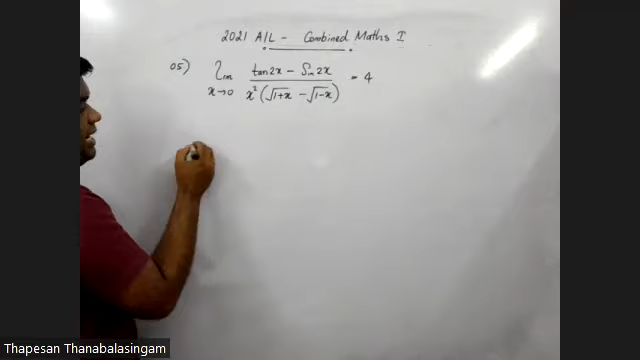 2021 A/L - Combined Maths I
05) lim x→0 (tan2x - Sin2x) / (x²(√1+x - √1-x)) = 4
Thapesan Thanabalasingam